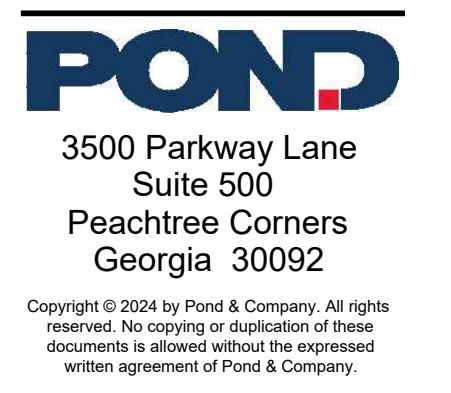 POND
3500 Parkway Lane
Suite 500
Peachtree Corners
Georgia 30092
Copyright © 2024 by Pond & Company. All rights
reserved. No copying or duplication of these
documents is allowed without the expressed
written agreement of Pond & Company.